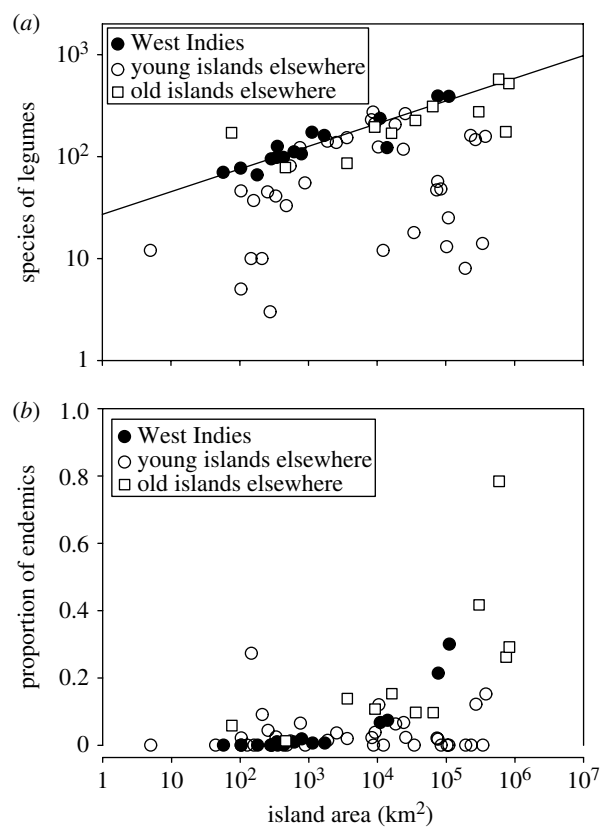 (a)
10³
10²
10
1
species of legumes
West Indies
young islands elsewhere
old islands elsewhere
(b)
1.0
0.8
0.6
0.4
0.2
0
proportion of endemics
West Indies
young islands elsewhere
old islands elsewhere
1 10 10² 10³ 10⁴ 10⁵ 10⁶ 10⁷
island area (km²)